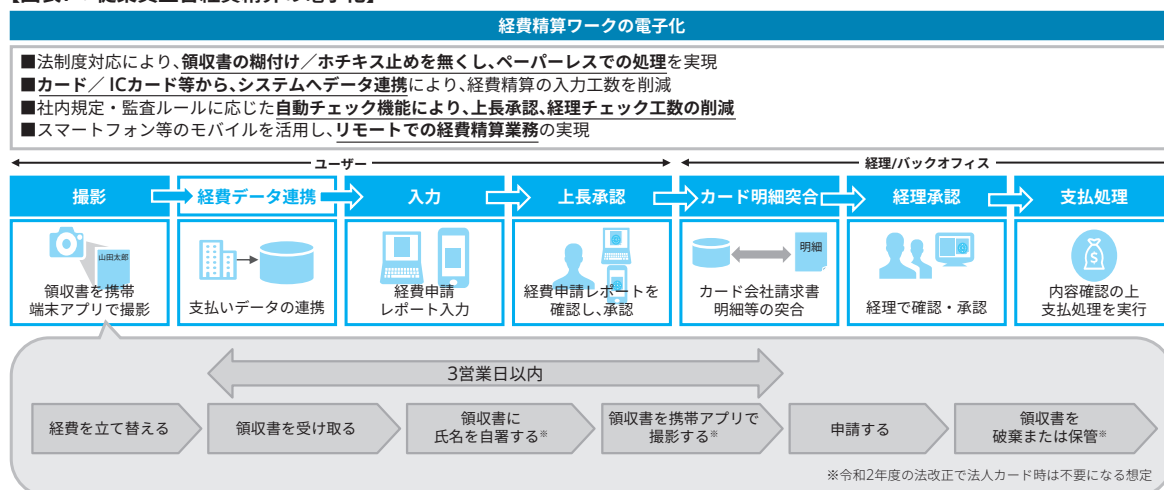 経費精算ワークの電子化
■法制度対応により、領収書の糊付け／ホチキス止めを無くし、ペーパーレスでの処理を実現
■カード／ ICカード等から、システムへデータ連携により、経費精算の入力工数を削減
■社内規定・監査ルールに応じた自動チェック機能により、上長承認、経理チェック工数の削減
■スマートフォン等のモバイルを活用し、リモートでの経費精算業務の実現
ユーザー
経理/バックオフィス
撮影
経費データ連携
入力
上長承認
カード明細突合
経理承認
支払処理
山田太郎
明細
領収書を携帯
端末アプリで撮影
支払いデータの連携
経費申請
レポート入力
経費申請レポートを
確認し、承認
カード会社請求書
明細等の突合
経理で確認・承認
内容確認の上
支払処理を実行
3営業日以内
経費を立て替える
領収書を受け取る
領収書に
氏名を自署する※
領収書を携帯アプリで
撮影する※
申請する
領収書を
破棄または保管※
※令和2年度の法改正で法人カード時は不要になる想定